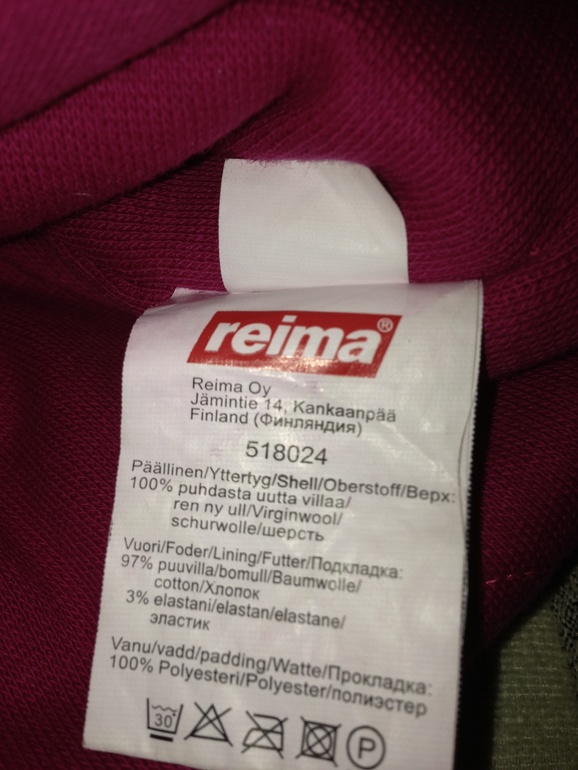 reima®
Reima Oy
Jämintie 14, Kankaanpää
Finland (Финляндия)
518024
Päällinen/Yttertyg/Shell/Oberstoff/Верх:
100% puhdasta uutta villaa/
ren ny ull/Virginwool/
schurwolle/шерсть
Vuori/Foder/Lining/Futter/Подкладка:
97% puuvilla/bomull/Baumwolle/
cotton/Хлопок
3% elastani/elastan/elastane/
эластик
Vanu/vadd/padding/Watte/Прокладка:
100% Polyesteri/Polyester/полиэстер
30° P